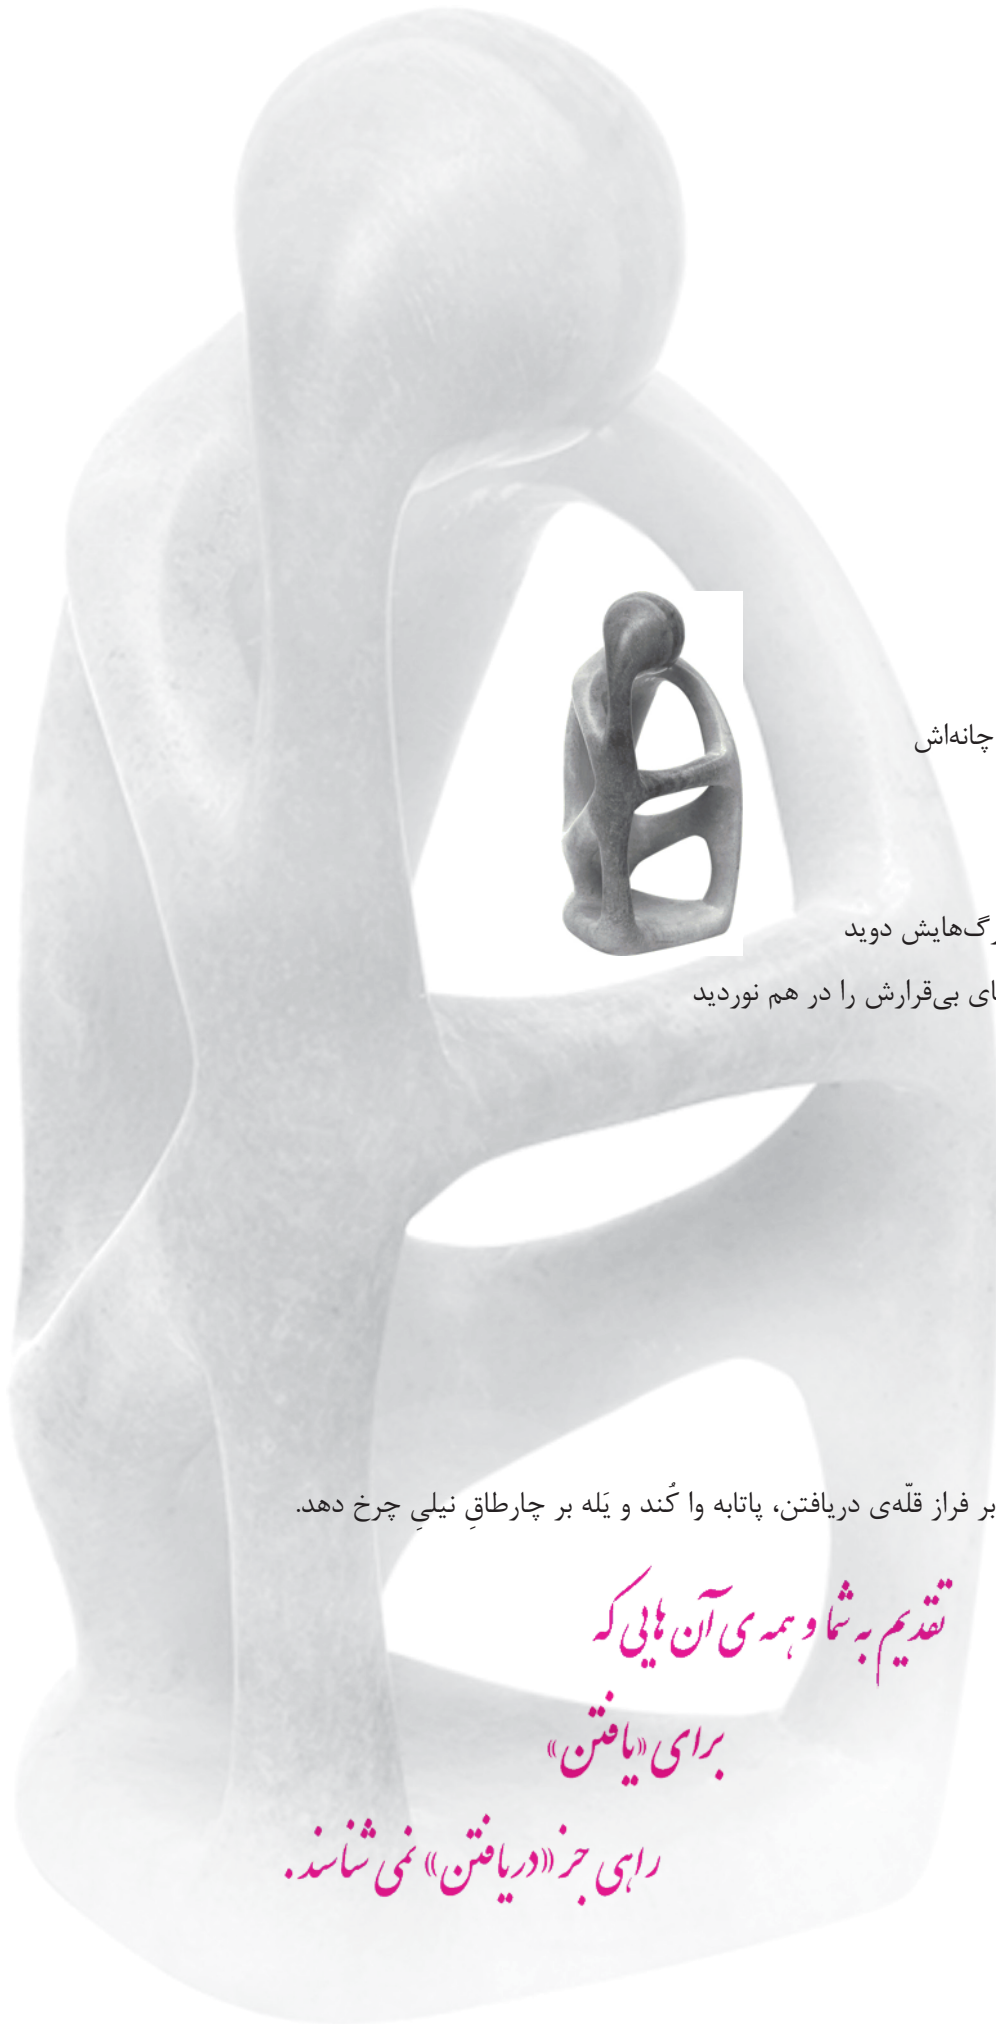 چانه‌اش
رگ‌هایش دوید
ای بی‌قرارش را در هم نوردید
بر فراز قلّه‌ی دریافتن، پاتابه وا کُند و یَله بر چارطاقِ نیلیِ چرخ دهد.
تقدیم به شما و همه ی آن هایی که
برای «یافتن»
راهی جز «دریافتن» نمی شناسند.